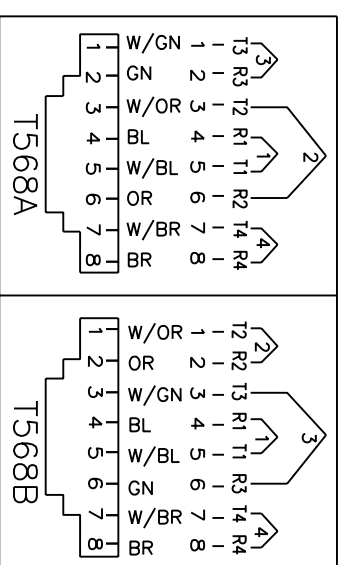 1 W/GN 1 - T3
2 GN 2 - R3
3
3 W/OR 3 - T2
4 BL 4 - R1
5 W/BL 5 - T1
1
6 OR 6 - R2
2
7 W/BR 7 - T4
8 BR 8 - R4
4
T568A
1 W/OR 1 - T2
2 OR 2 - R2
2
3 W/GN 3 - T3
4 BL 4 - R1
5 W/BL 5 - T1
1
6 GN 6 - R3
3
7 W/BR 7 - T4
8 BR 8 - R4
4
T568B